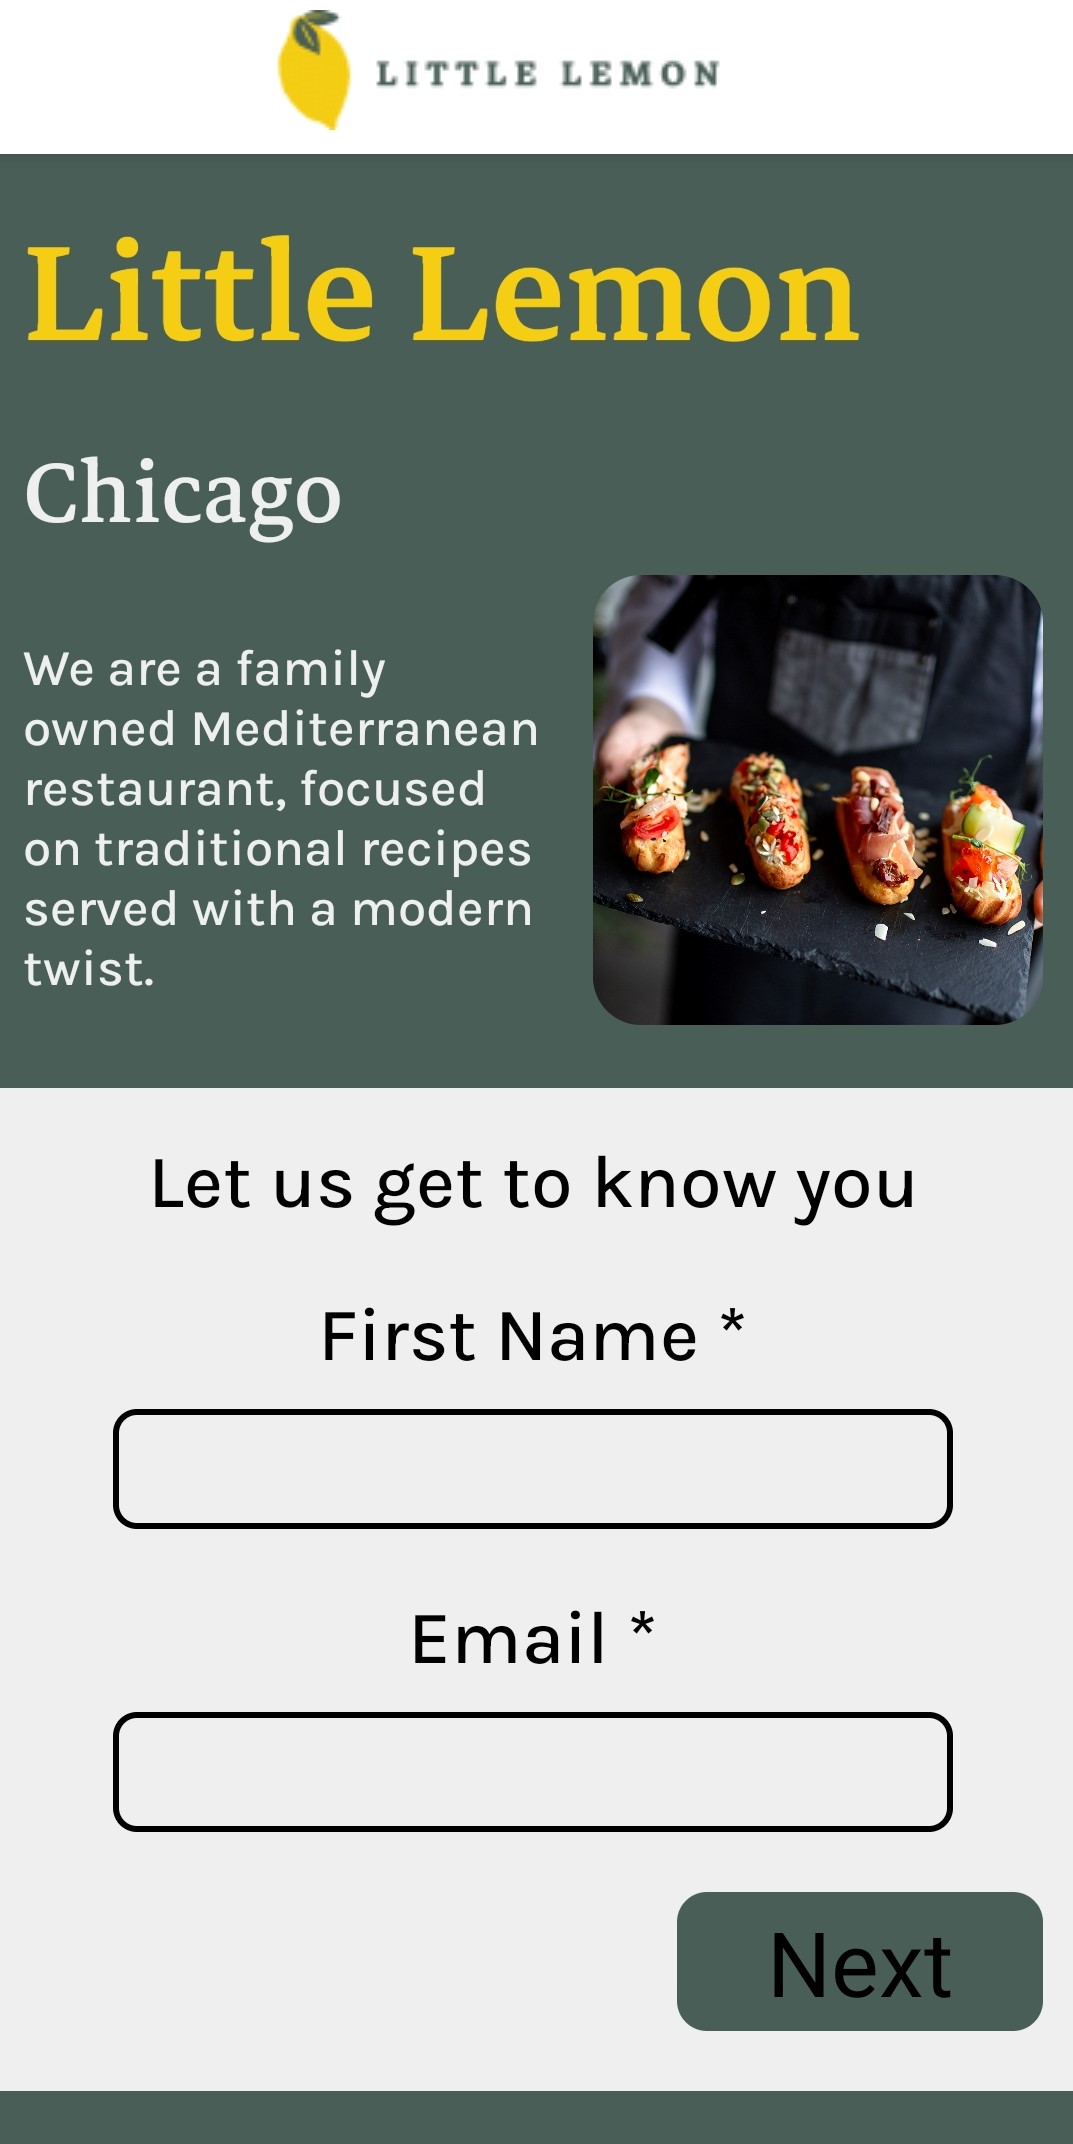 LITTLE LEMON
Little Lemon
Chicago
We are a family
owned Mediterranean
restaurant, focused
on traditional recipes
served with a modern
twist.
Let us get to know you
First Name *
Email *
Next